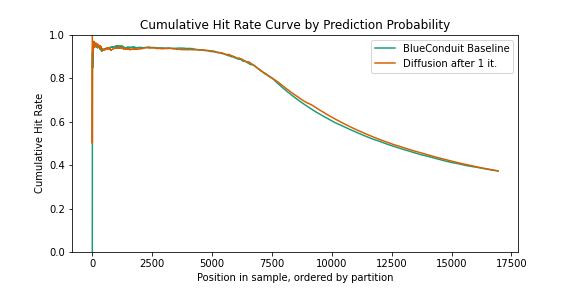 Cumulative Hit Rate Curve by Prediction Probability
BlueConduit Baseline
Diffusion after 1 it.
Cumulative Hit Rate
1.0
0.8
0.6
0.4
0.2
0.0
0 2500 5000 7500 10000 12500 15000 17500
Position in sample, ordered by partition